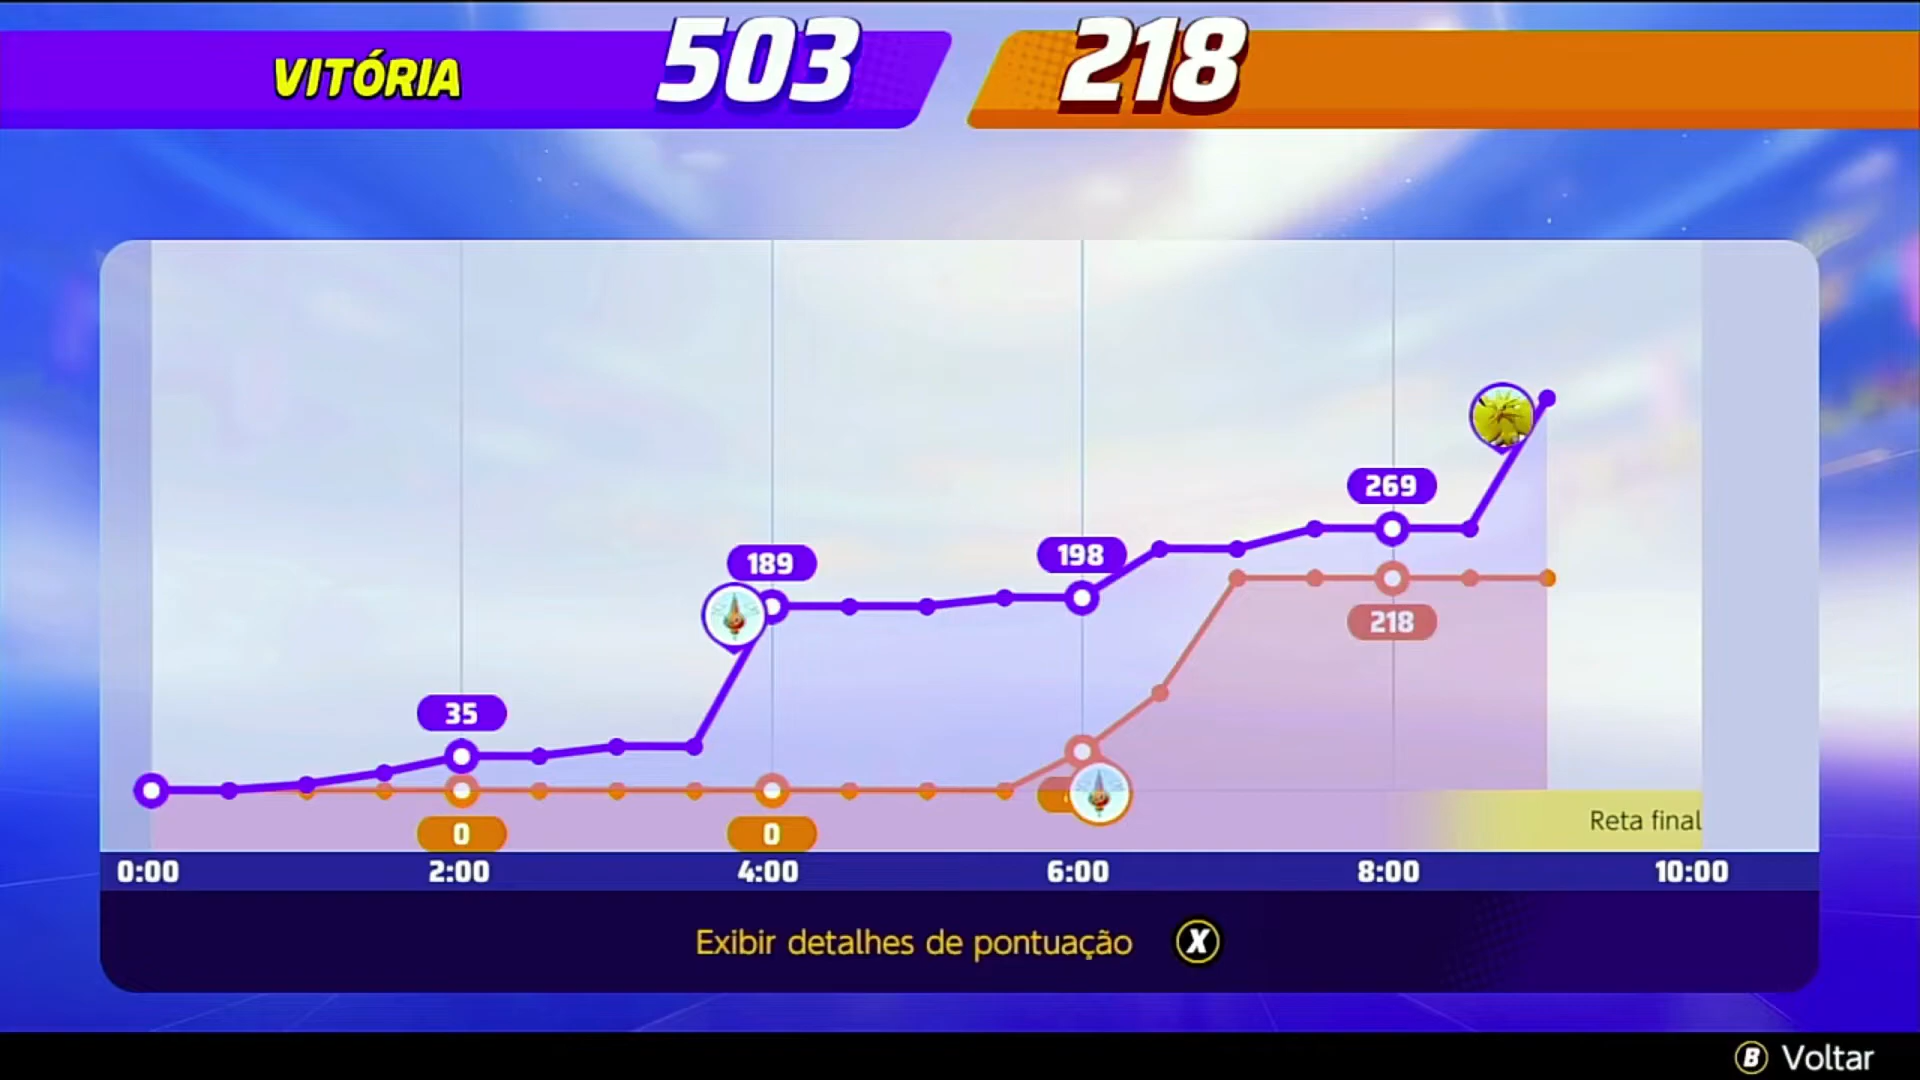 VITÓRIA 503 218
269
198
189
218
35
0 0
Reta final
0:00 2:00 4:00 6:00 8:00 10:00
Exibir detalhes de pontuação X
B Voltar